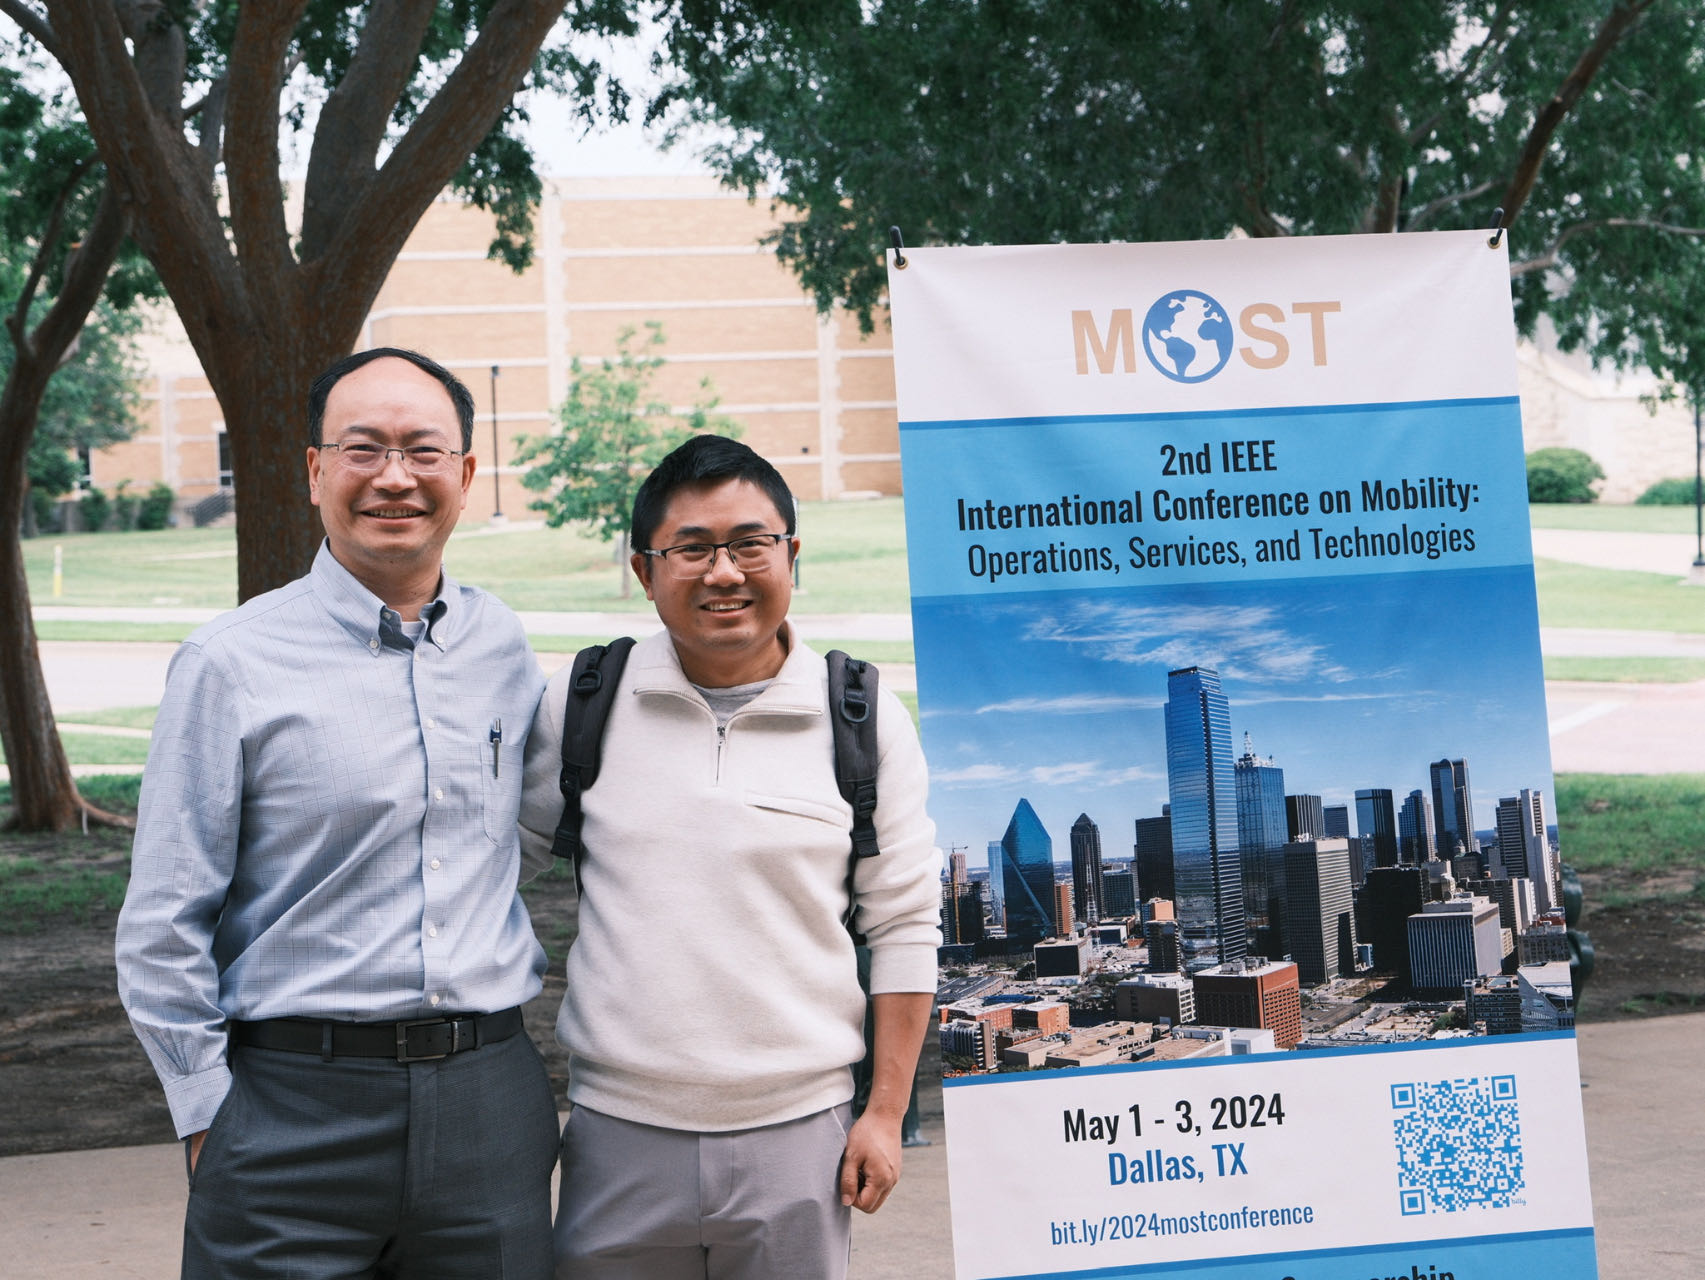 MOST
2nd IEEE
International Conference on Mobility:
Operations, Services, and Technologies
May 1 - 3, 2024
Dallas, TX
bit.ly/2024mostconference
bitly